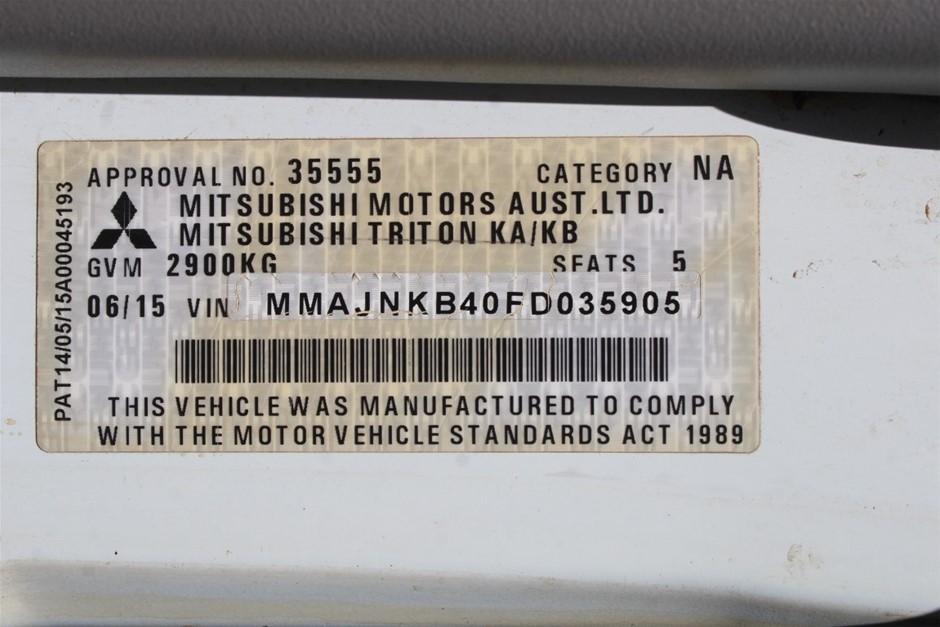 APPROVAL NO. 35555 CATEGORY NA
MITSUBISHI MOTORS AUST.LTD.
MITSUBISHI TRITON KA/KB
GVM 2900KG SEATS 5
06/15 VIN MMAJNKB40FD035905
THIS VEHICLE WAS MANUFACTURED TO COMPLY
WITH THE MOTOR VEHICLE STANDARDS ACT 1989
PAT14/05/15A00045193